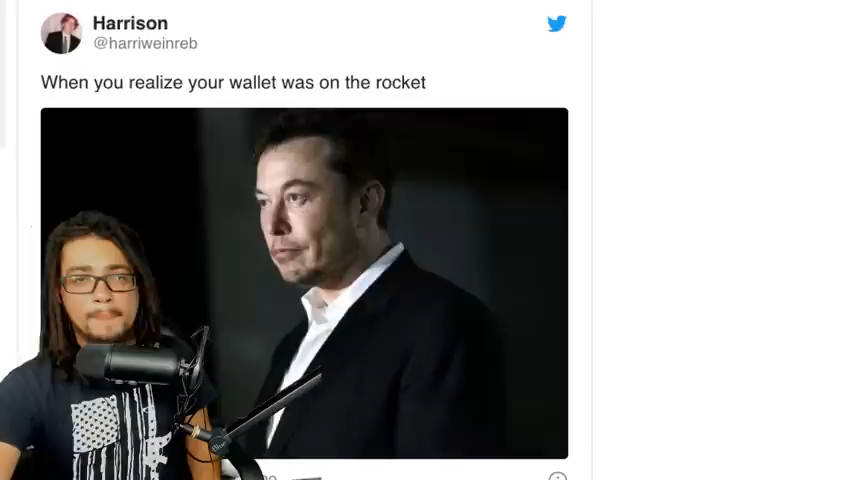 Harrison
@harriweinreb
When you realize your wallet was on the rocket